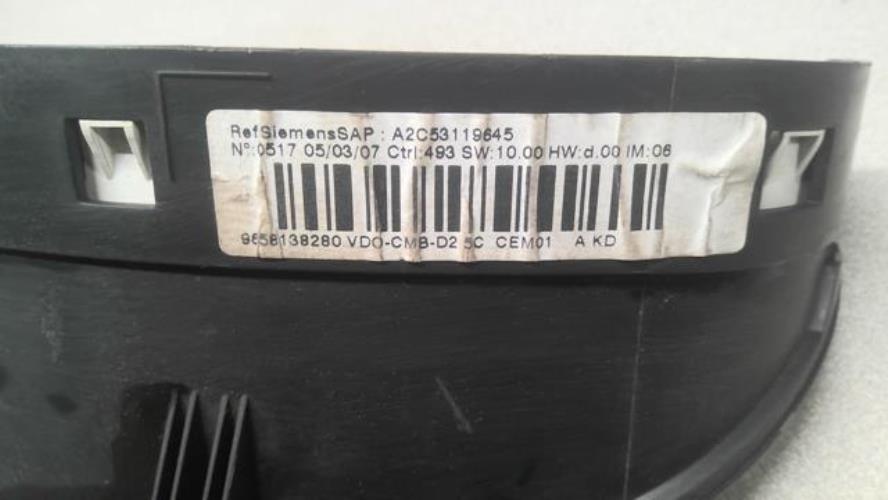 RefSiemensSAP : A2C53119645
N°:0517 05/03/07 Ctrl:493 SW:10.00 HW:d.00 IM:06
9658138280 VDO-CMB-D2 5C CEM01 A KD